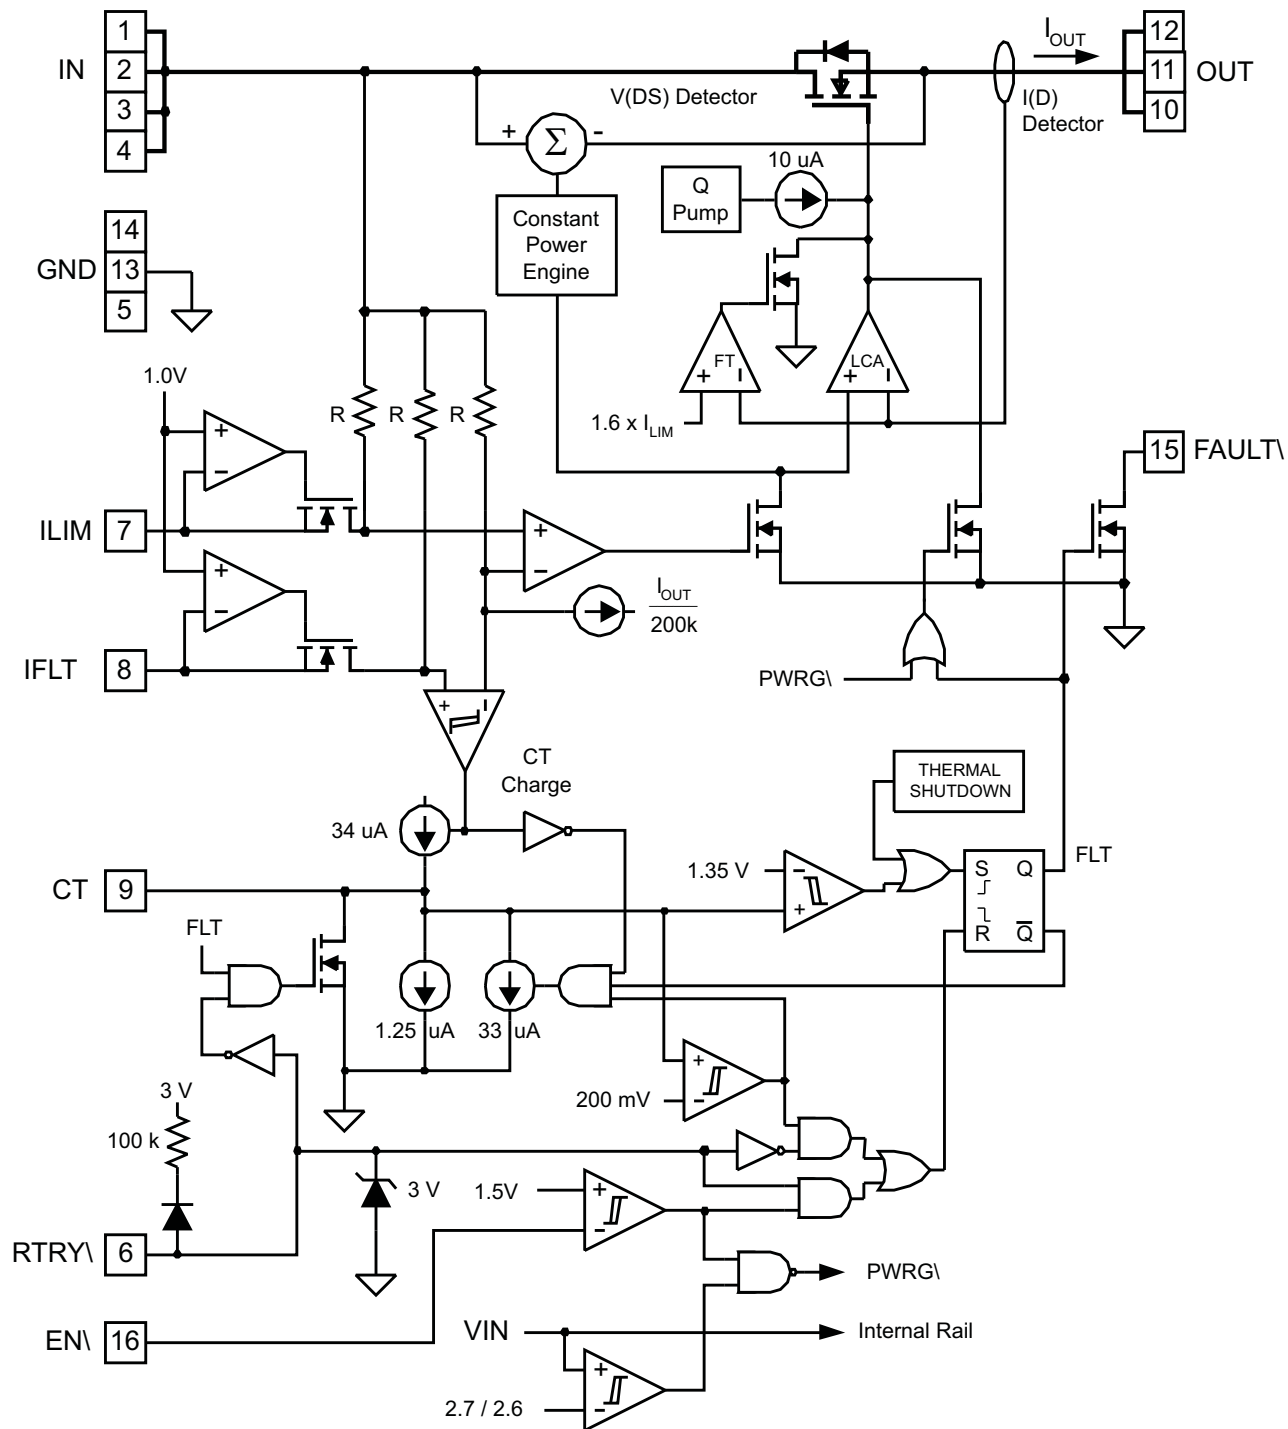 1
2
3
4
IN
12
11
10
OUT
I_OUT
V(DS) Detector
I(D)
Detector
+
Σ
-
10 uA
Q
Pump
Constant
Power
Engine
14
13
5
GND
1.0V
R
R
R
FT
+
−
LCA
+
−
1.6 x I_LIM
15
FAULT\
+
−
ILIM
7
+
−
I_OUT
200k
+
−
IFLT
8
PWRG\
+
−
CT
Charge
THERMAL
SHUTDOWN
34 uA
CT
9
1.35 V
−
+
S
Q
R
Q̅
FLT
FLT
1.25 uA
33 uA
3 V
100 k
200 mV
+
−
3 V
1.5V
+
−
RTRY\
6
PWRG\
EN\
16
VIN
Internal Rail
+
−
2.7 / 2.6